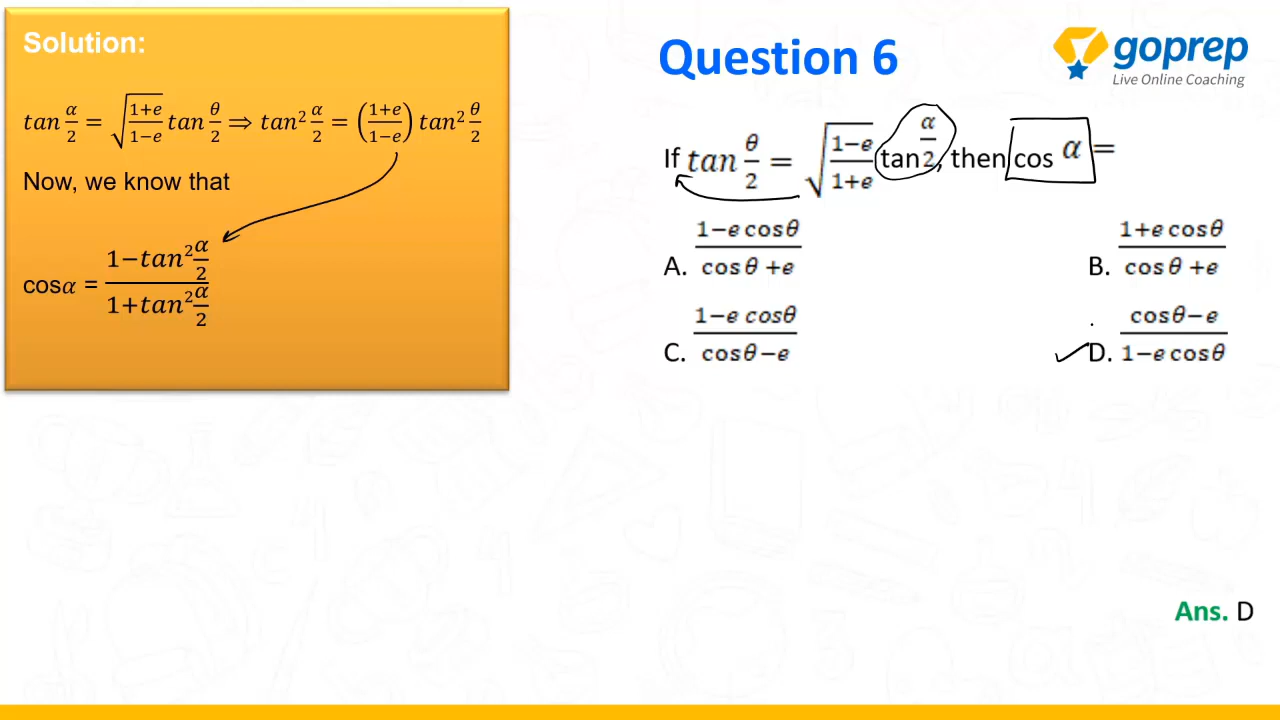 Solution:
tan α/2 = √(1+e/1−e) tan θ/2 ⇒ tan² α/2 = (1+e/1−e) tan² θ/2
Now, we know that
cosα = 1−tan² α/2 / 1+tan² α/2
Question 6
goprep
Live Online Coaching
If tan θ/2 = √(1−e/1+e) tan α/2, then cos α =
A. 1−e cosθ / cosθ +e
B. 1+e cosθ / cosθ +e
C. 1−e cosθ / cosθ−e
D. cosθ−e / 1−e cosθ
Ans. D